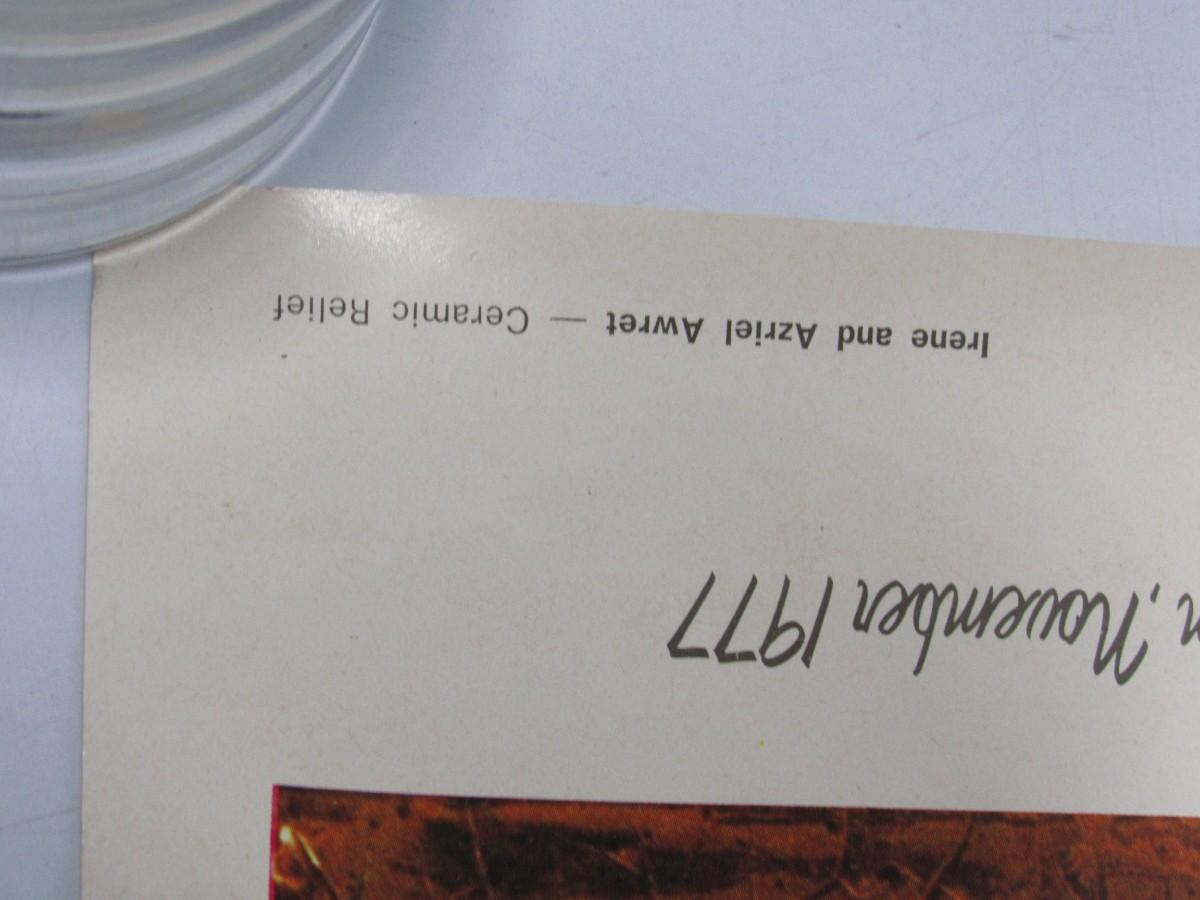 November 1977
Irene and Azriel Awret — Ceramic Relief